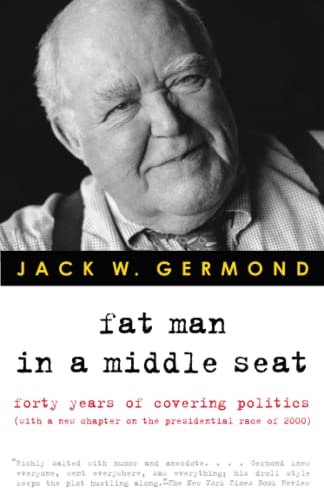 JACK W. GERMOND
fat man
in a middle seat
forty years of covering politics
(with a new chapter on the presidential race of 2000)
"Richly salted with humor and anecdote. . . . Germond knew
everyone, went everywhere, saw everything; his droll style
keeps the plot hustling along."—The New York Times Book Review